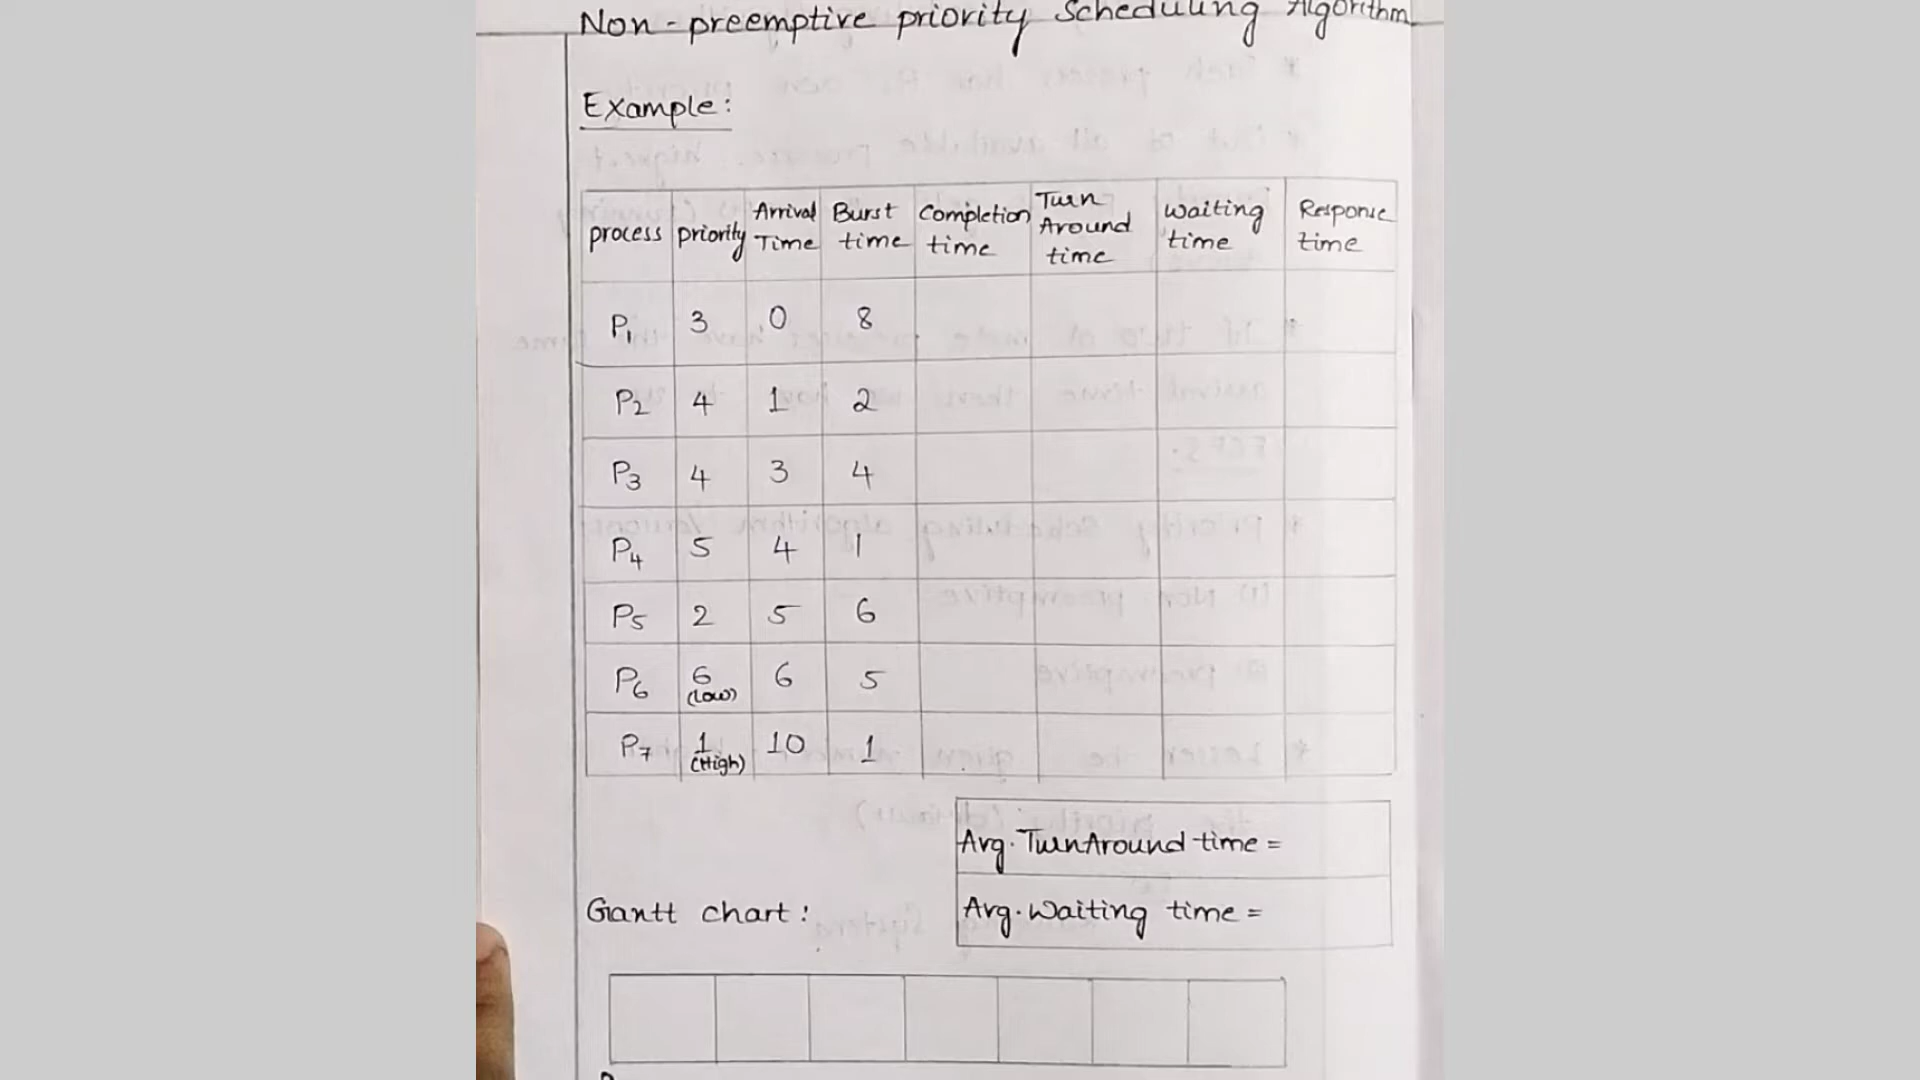 Non-preemptive priority Scheduling Algorithm
Example:
process priority Arrival Time Burst time Completion time Turn Around time Waiting time Response time
P1 3 0 8
P2 4 1 2
P3 4 3 4
P4 5 4 1
P5 2 5 6
P6 6 (Low) 6 5
P7 1 (High) 10 1
Avg. TurnAround time =
Avg. Waiting time =
Gantt chart: